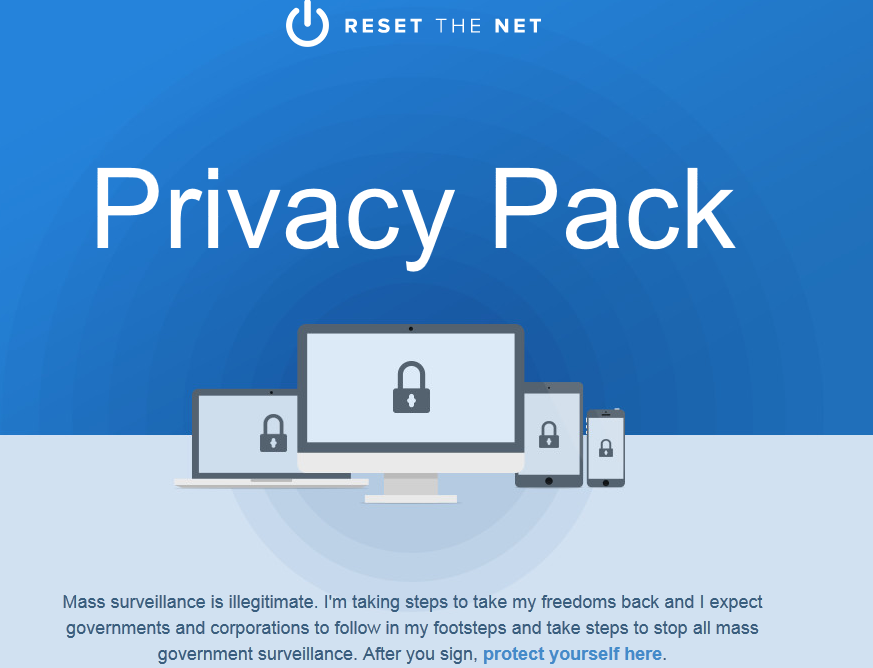 RESET THE NET
Privacy Pack
Mass surveillance is illegitimate. I'm taking steps to take my freedoms back and I expect
governments and corporations to follow in my footsteps and take steps to stop all mass
government surveillance. After you sign, protect yourself here.